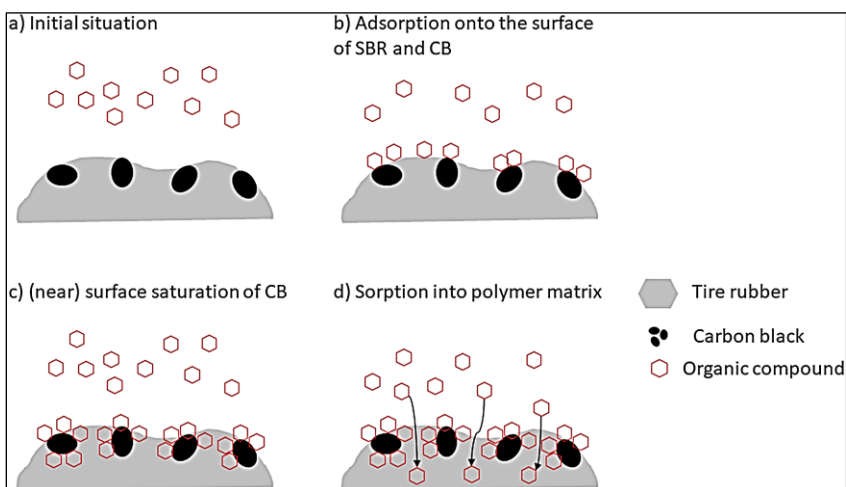 a) Initial situation
b) Adsorption onto the surface
of SBR and CB
c) (near) surface saturation of CB
d) Sorption into polymer matrix
Tire rubber
Carbon black
Organic compound